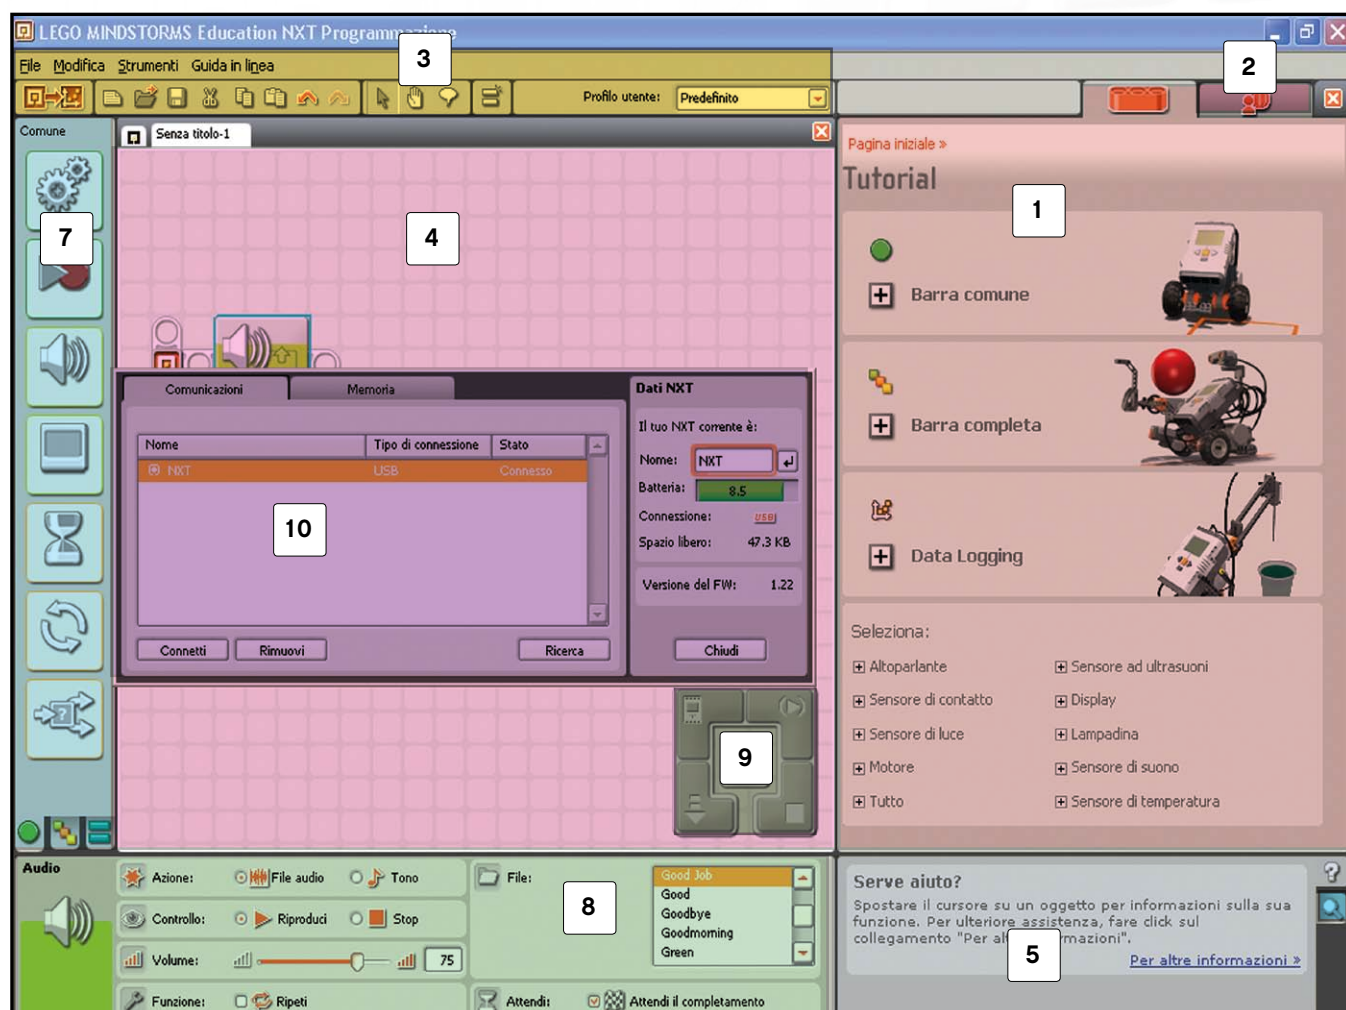 LEGO MINDSTORMS Education NXT Programmazione
File Modifica Strumenti Guida in linea
3
2
Profilo utente: Predefinito
Comune
Senza titolo-1
Pagina iniziale »
Tutorial
1
7
4
Barra comune
Barra completa
Data Logging
Comunicazioni Memoria
Nome Tipo di connessione Stato
NXT USB Connesso
10
Connetti Rimuovi Ricerca
Dati NXT
Il tuo NXT corrente è:
Nome: NXT
Batteria: 8.5
Connessione: USB
Spazio libero: 47.3 KB
Versione del FW: 1.22
Chiudi
Seleziona:
Altoparlante Sensore ad ultrasuoni
Sensore di contatto Display
Sensore di luce Lampadina
Motore Sensore di suono
Tutto Sensore di temperatura
9
Audio
Azione: File audio Tono
Controllo: Riproduci Stop
Volume: 75
Funzione: Ripeti
File:
8
Good Job
Good
Goodbye
Goodmorning
Green
Attendi: Attendi il completamento
Serve aiuto?
Spostare il cursore su un oggetto per informazioni sulla sua
funzione. Per ulteriore assistenza, fare click sul
collegamento "Per al mazioni".
5
Per altre informazioni »
?